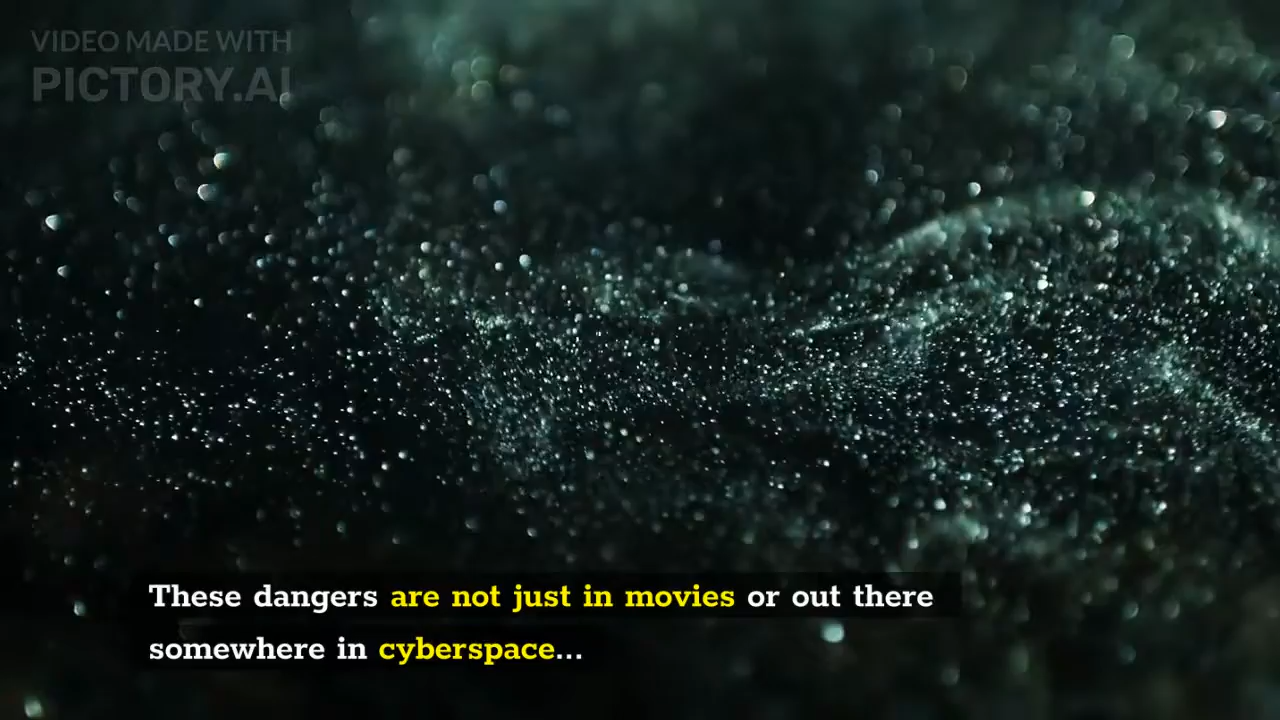 VIDEO MADE WITH
PICTORY.AI
These dangers are not just in movies or out there
somewhere in cyberspace...